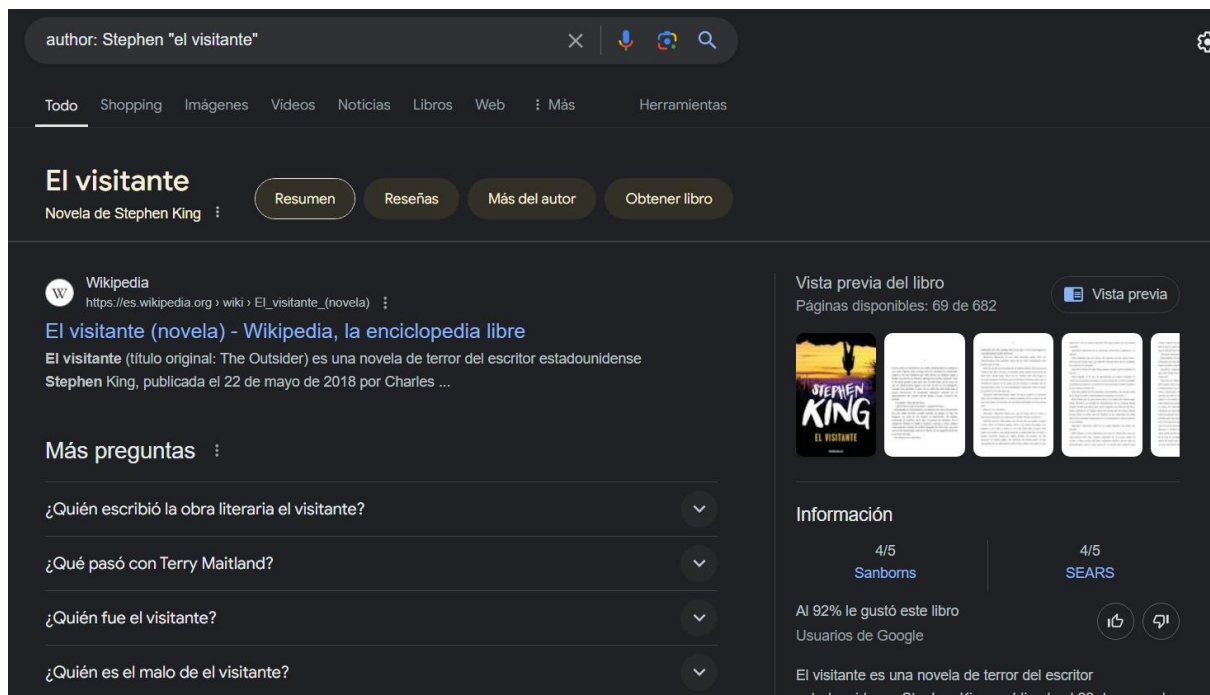 author: Stephen "el visitante"
Todo Shopping Imágenes Videos Noticias Libros Web Más Herramientas
El visitante
Novela de Stephen King
Resumen Reseñas Más del autor Obtener libro
W
Wikipedia
https://es.wikipedia.org › wiki › El_visitante_(novela)
El visitante (novela) - Wikipedia, la enciclopedia libre
El visitante (título original: The Outsider) es una novela de terror del escritor estadounidense
Stephen King, publicada el 22 de mayo de 2018 por Charles ...
Más preguntas
¿Quién escribió la obra literaria el visitante?
¿Qué pasó con Terry Maitland?
¿Quién fue el visitante?
¿Quién es el malo de el visitante?
Vista previa del libro
Páginas disponibles: 69 de 682
Vista previa
STEPHEN
KING
EL VISITANTE
Información
4/5 4/5
Sanborns SEARS
Al 92% le gustó este libro
Usuarios de Google
El visitante es una novela de terror del escritor